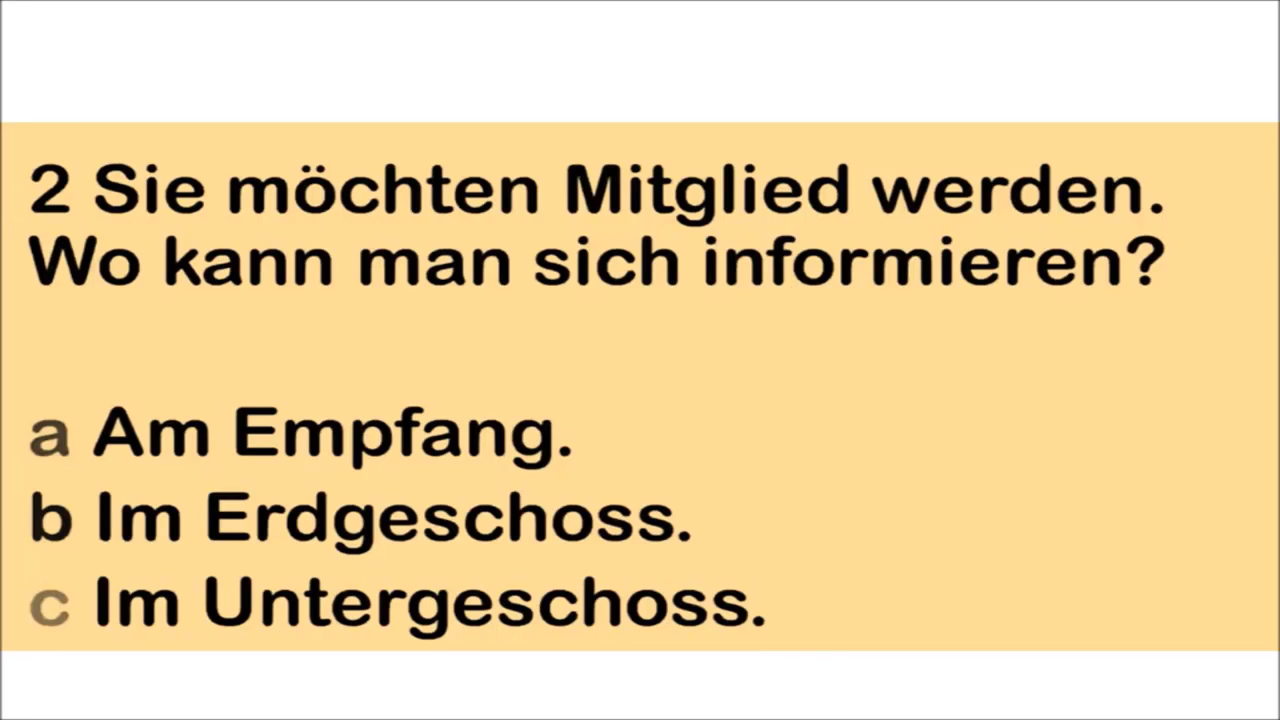 2 Sie möchten Mitglied werden.
Wo kann man sich informieren?
a Am Empfang.
b Im Erdgeschoss.
c Im Untergeschoss.